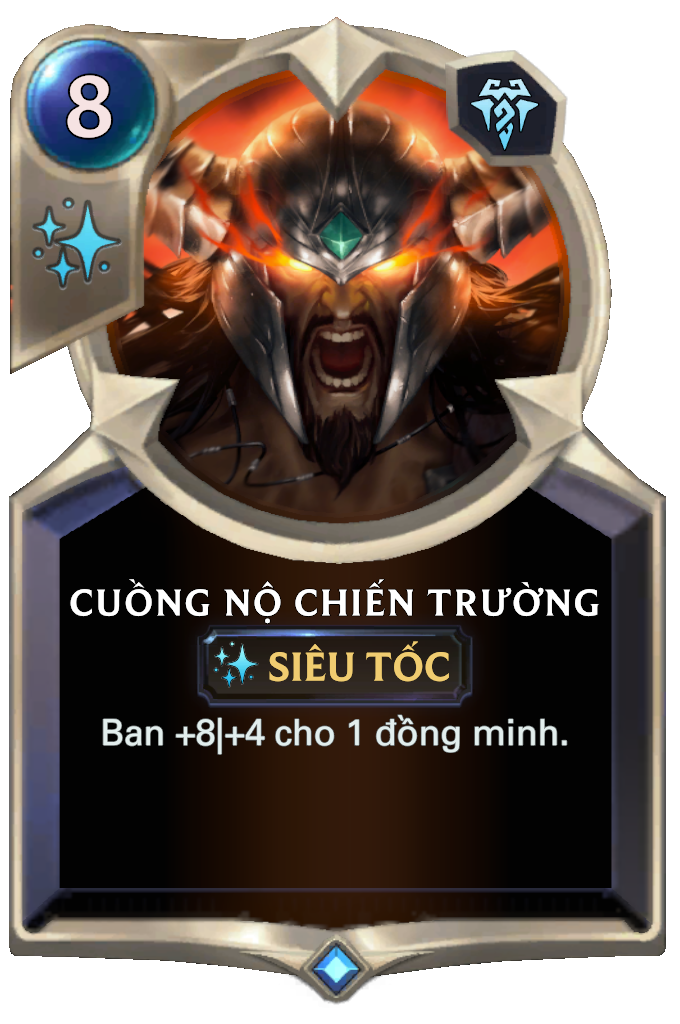 8
CUỒNG NỘ CHIẾN TRƯỜNG
SIÊU TỐC
Ban +8|+4 cho 1 đồng minh.